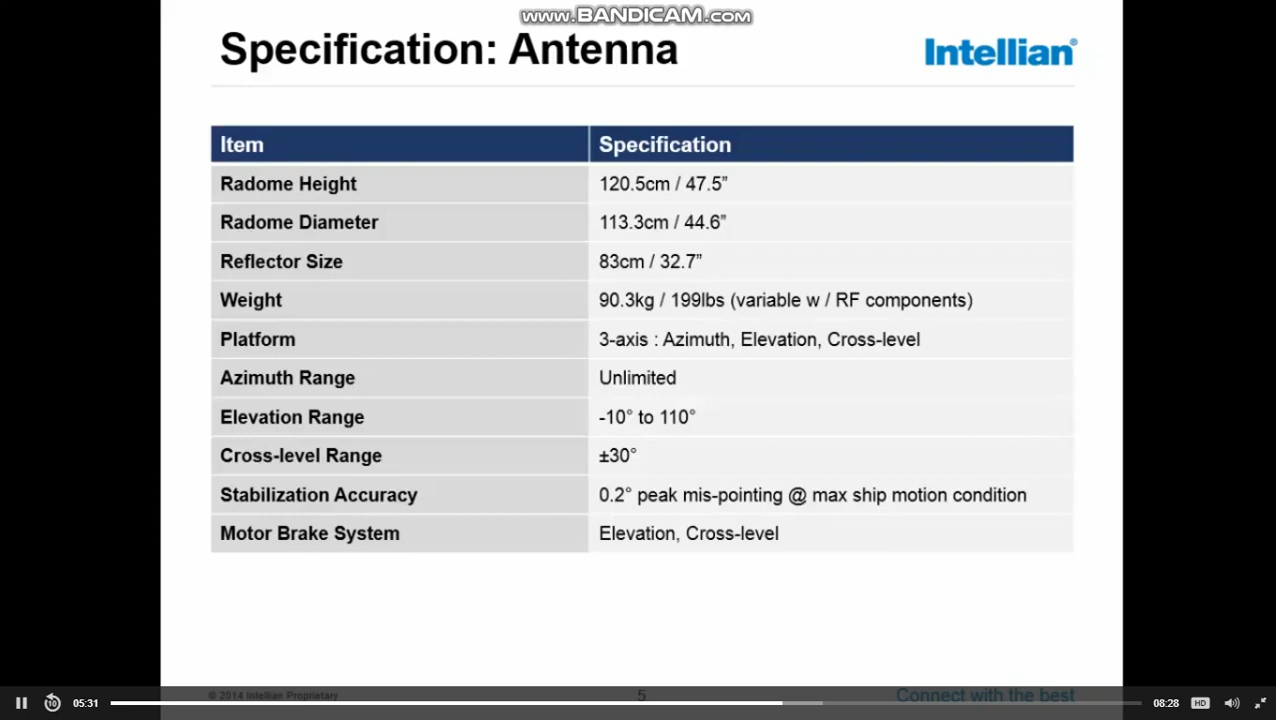 www.BANDICAM.com
Specification: Antenna
Intellian®
Item Specification
Radome Height 120.5cm / 47.5”
Radome Diameter 113.3cm / 44.6”
Reflector Size 83cm / 32.7”
Weight 90.3kg / 199lbs (variable w / RF components)
Platform 3-axis : Azimuth, Elevation, Cross-level
Azimuth Range Unlimited
Elevation Range -10° to 110°
Cross-level Range ±30°
Stabilization Accuracy 0.2° peak mis-pointing @ max ship motion condition
Motor Brake System Elevation, Cross-level
© 2014 Intellian Proprietary 5 Connect with the best
10 05:31 08:28 HD